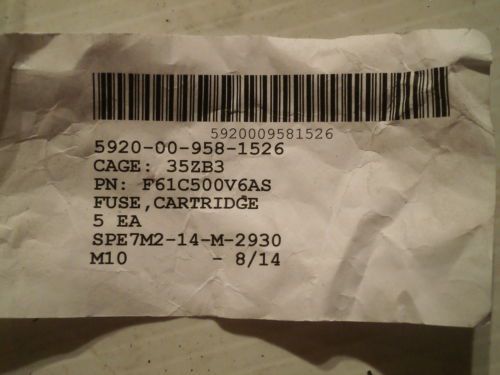 5920009581526
5920-00-958-1526
CAGE: 35ZB3
PN: F61C500V6AS
FUSE,CARTRIDGE
5 EA
SPE7M2-14-M-2930
M10 - 8/14